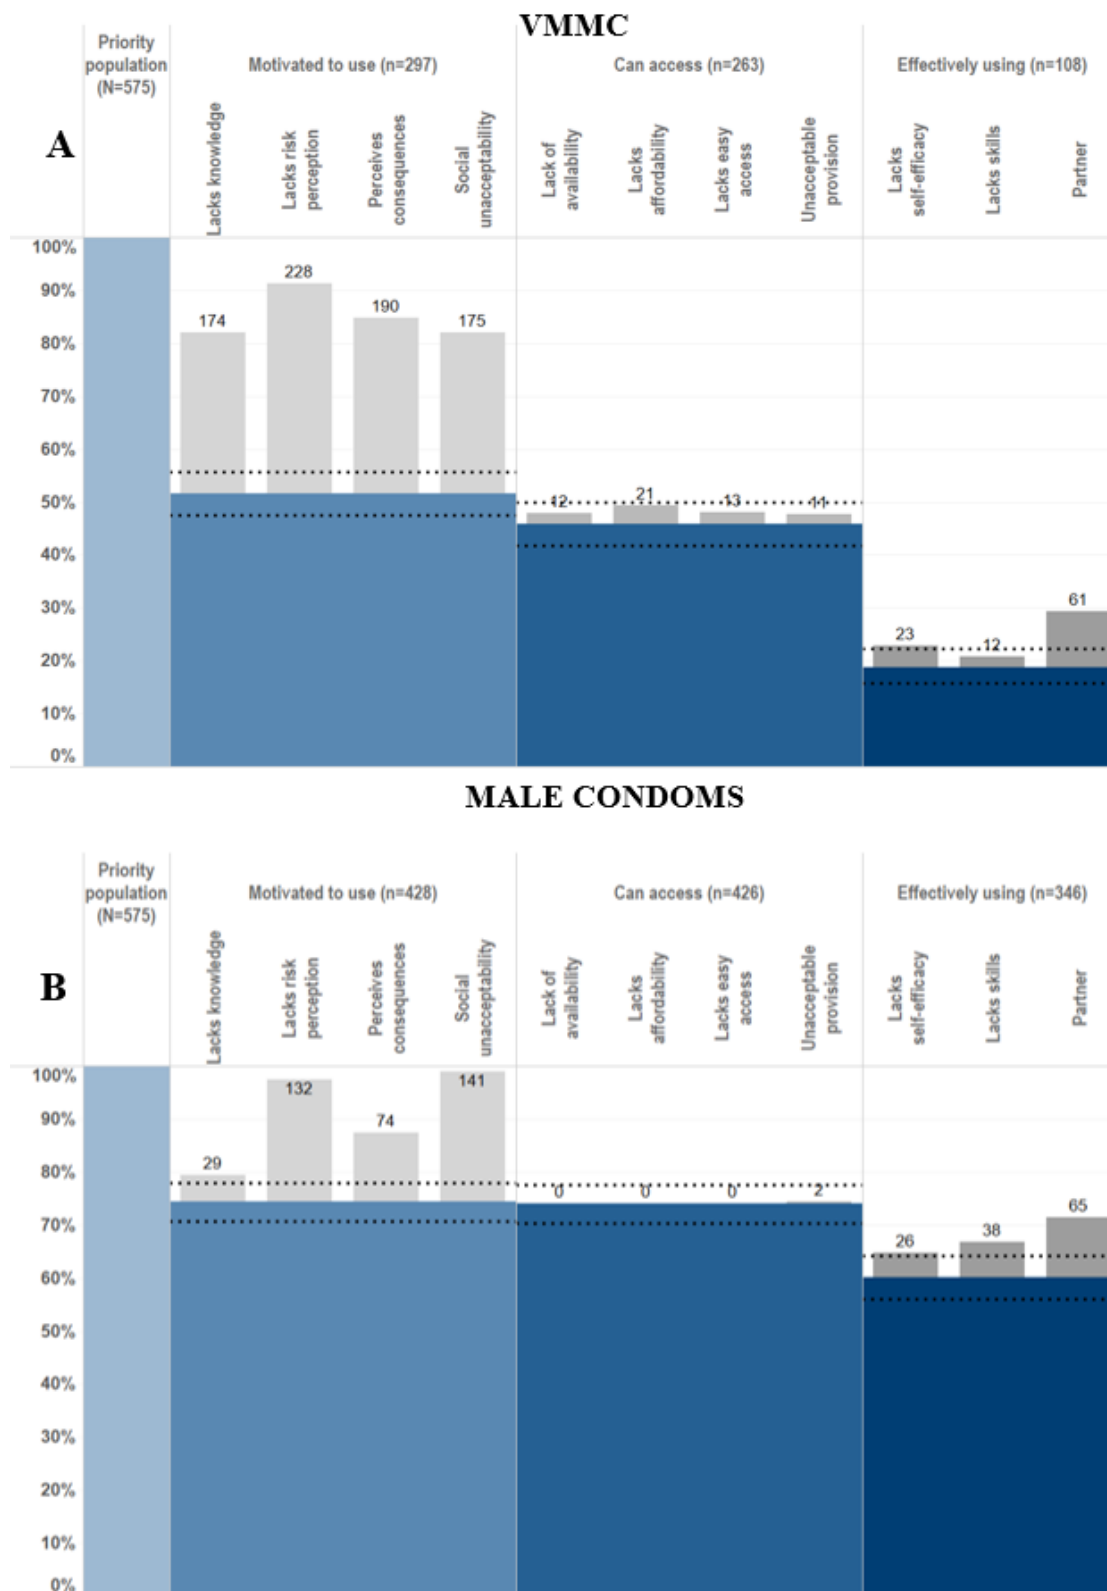 VMMC
Priority
population
(N=575)
Motivated to use (n=297)
Can access (n=263)
Effectively using (n=108)
A
Lacks knowledge
Lacks risk
perception
Perceives
consequences
Social
unacceptability
Lack of
availability
Lacks
affordability
Lacks easy
access
Unacceptable
provision
Lacks
self-efficacy
Lacks skills
Partner
100%
90%
80%
70%
60%
50%
40%
30%
20%
10%
0%
174
228
190
175
12
21
13
11
23
12
61
MALE CONDOMS
Priority
population
(N=575)
Motivated to use (n=428)
Can access (n=426)
Effectively using (n=346)
B
Lacks knowledge
Lacks risk
perception
Perceives
consequences
Social
unacceptability
Lack of
availability
Lacks
affordability
Lacks easy
access
Unacceptable
provision
Lacks
self-efficacy
Lacks skills
Partner
100%
90%
80%
70%
60%
50%
40%
30%
20%
10%
0%
29
132
74
141
0
0
0
2
26
38
65